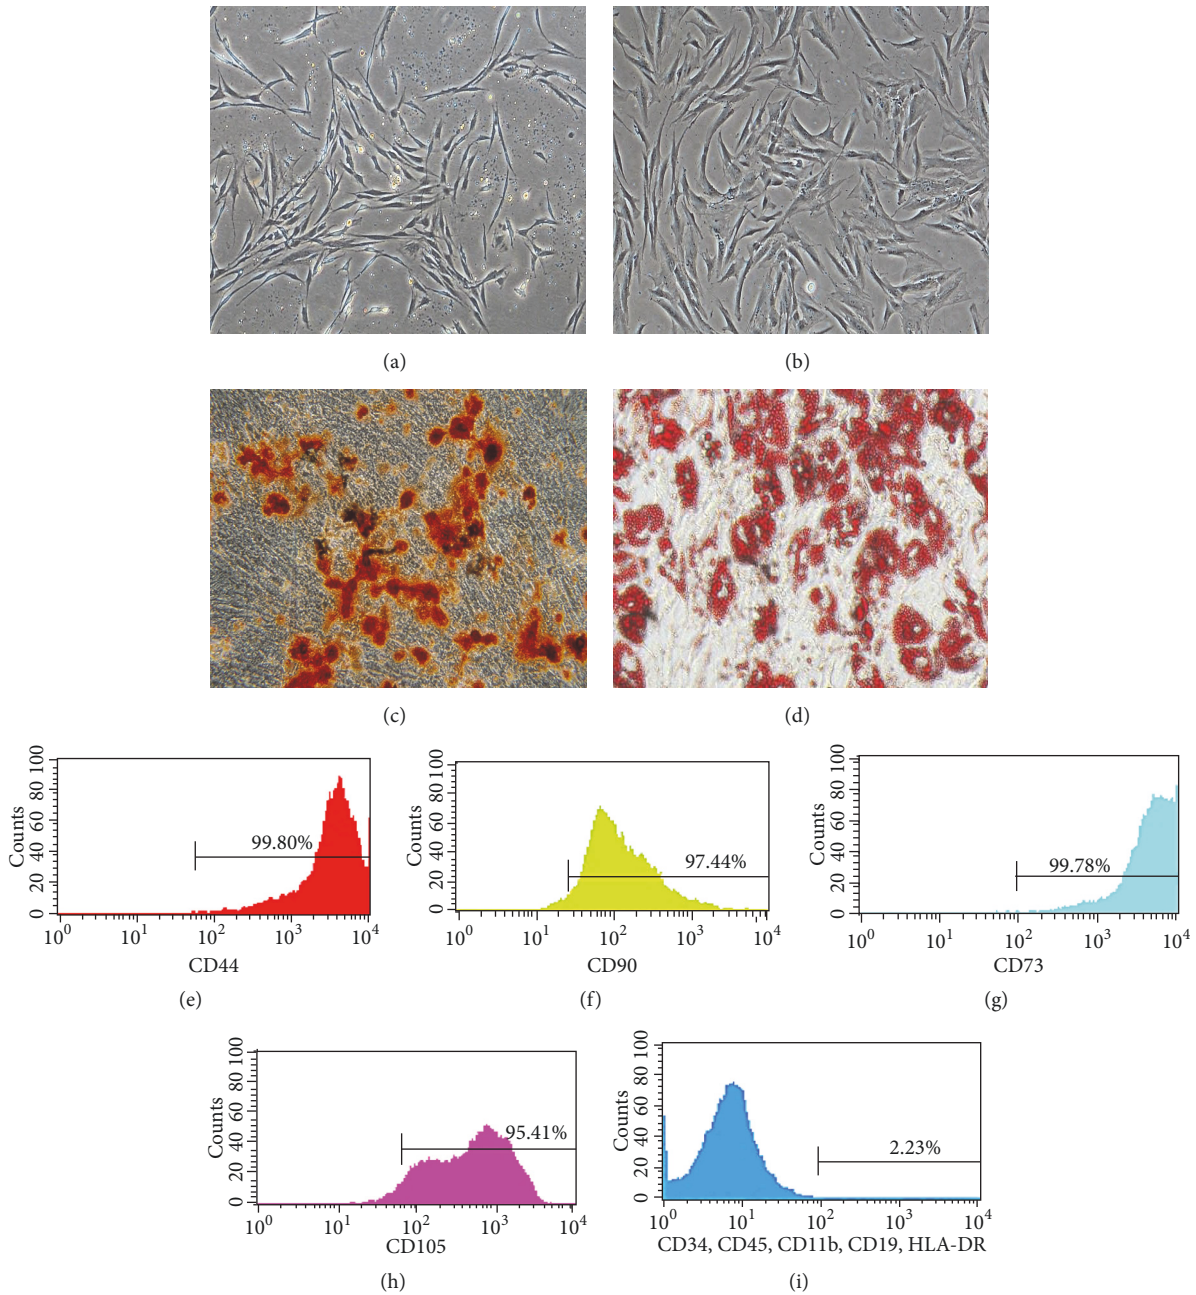 (a)
(b)
(c)
(d)
Counts
0 20 40 60 80 100
99.80%
10^0 10^1 10^2 10^3 10^4
CD44
(e)
Counts
0 20 40 60 80 100
97.44%
10^0 10^1 10^2 10^3 10^4
CD90
(f)
Counts
0 20 40 60 80 100
99.78%
10^0 10^1 10^2 10^3 10^4
CD73
(g)
Counts
0 20 40 60 80 100
95.41%
10^0 10^1 10^2 10^3 10^4
CD105
(h)
Counts
0 20 40 60 80 100
2.23%
10^0 10^1 10^2 10^3 10^4
CD34, CD45, CD11b, CD19, HLA-DR
(i)